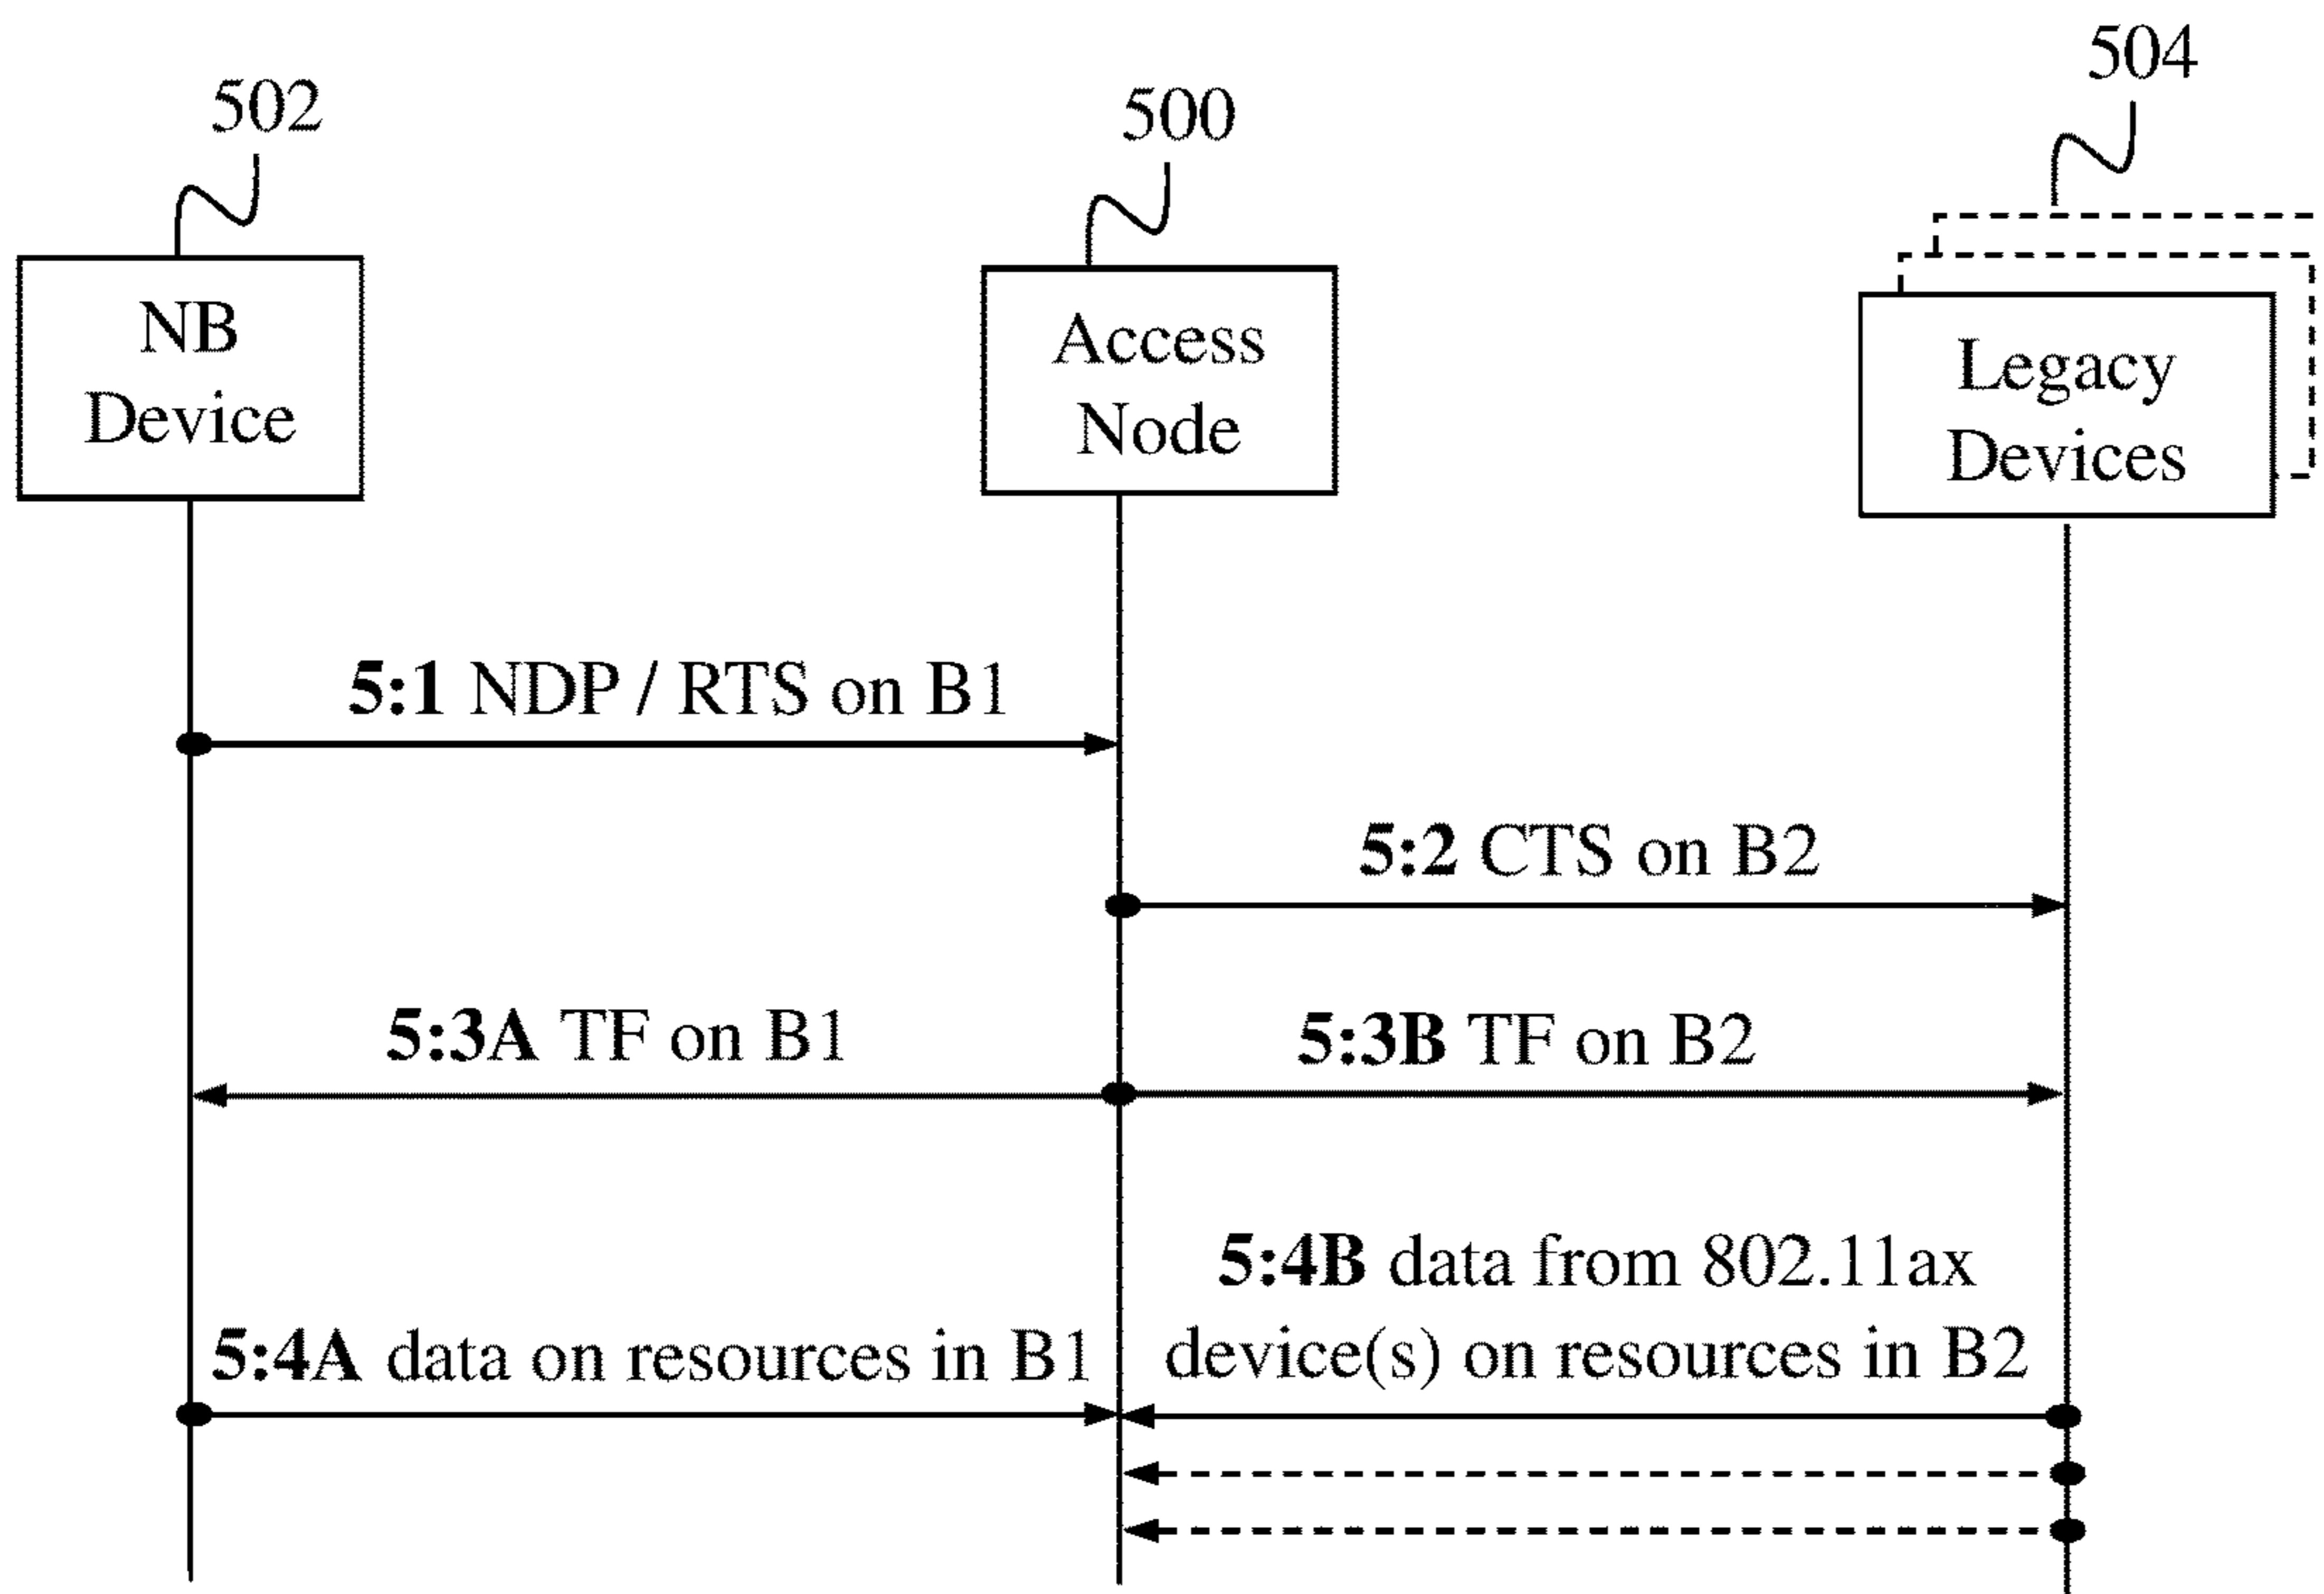 502
500
504
NB
Device
Access
Node
Legacy
Devices
5:1 NDP / RTS on B1
5:2 CTS on B2
5:3A TF on B1
5:3B TF on B2
5:4B data from 802.11ax
device(s) on resources in B2
5:4A data on resources in B1